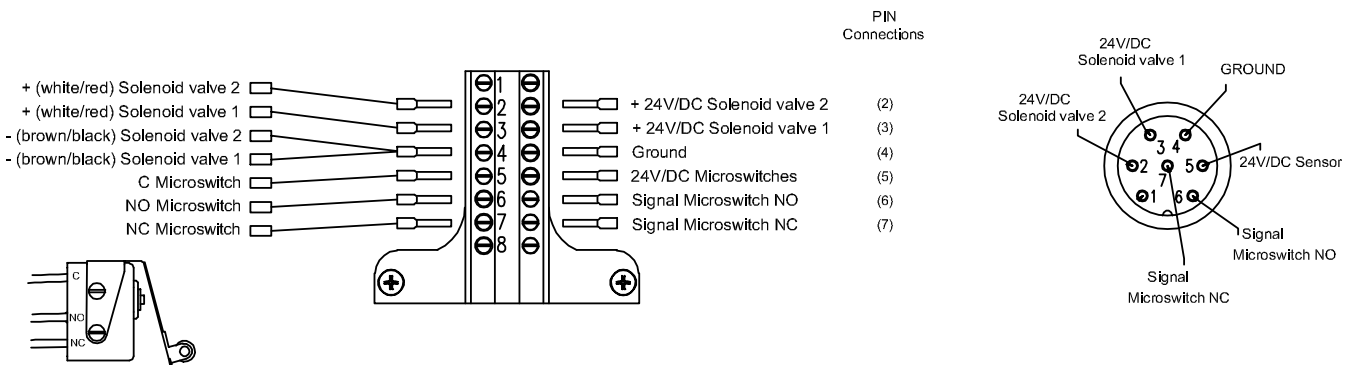 PIN
Connections
+ (white/red) Solenoid valve 2
+ (white/red) Solenoid valve 1
- (brown/black) Solenoid valve 2
- (brown/black) Solenoid valve 1
C Microswitch
NO Microswitch
NC Microswitch
1
2
3
4
5
6
7
8
+ 24V/DC Solenoid valve 2 (2)
+ 24V/DC Solenoid valve 1 (3)
Ground (4)
24V/DC Microswitches (5)
Signal Microswitch NO (6)
Signal Microswitch NC (7)
C
NO
NC
24V/DC
Solenoid valve 1
GROUND
24V/DC
Solenoid valve 2
24V/DC Sensor
3 4
2 5
7
1 6
Signal
Microswitch NO
Signal
Microswitch NC